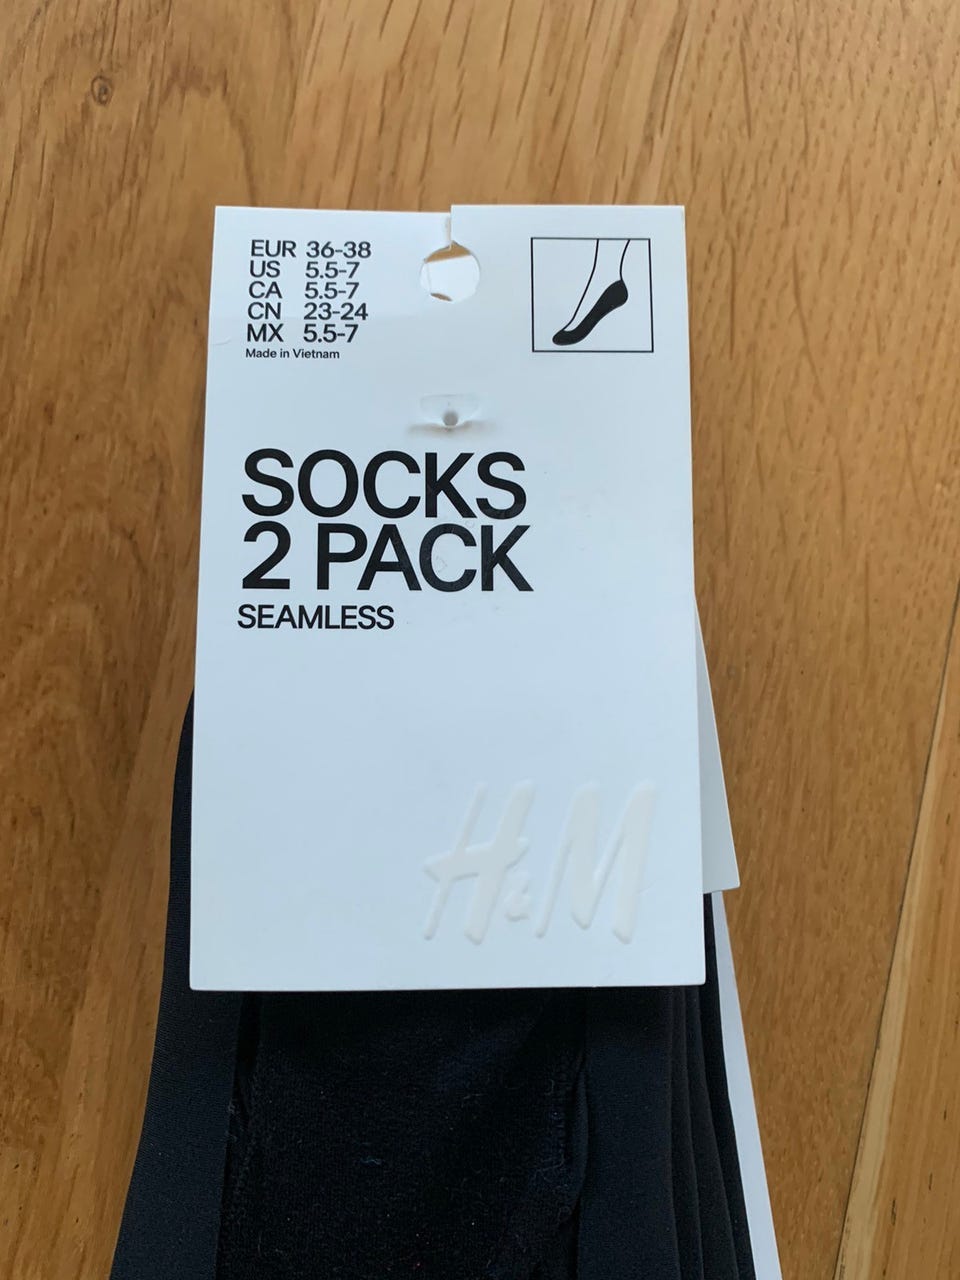 EUR 36-38
US 5.5-7
CA 5.5-7
CN 23-24
MX 5.5-7
Made in Vietnam
SOCKS
2 PACK
SEAMLESS
H&M